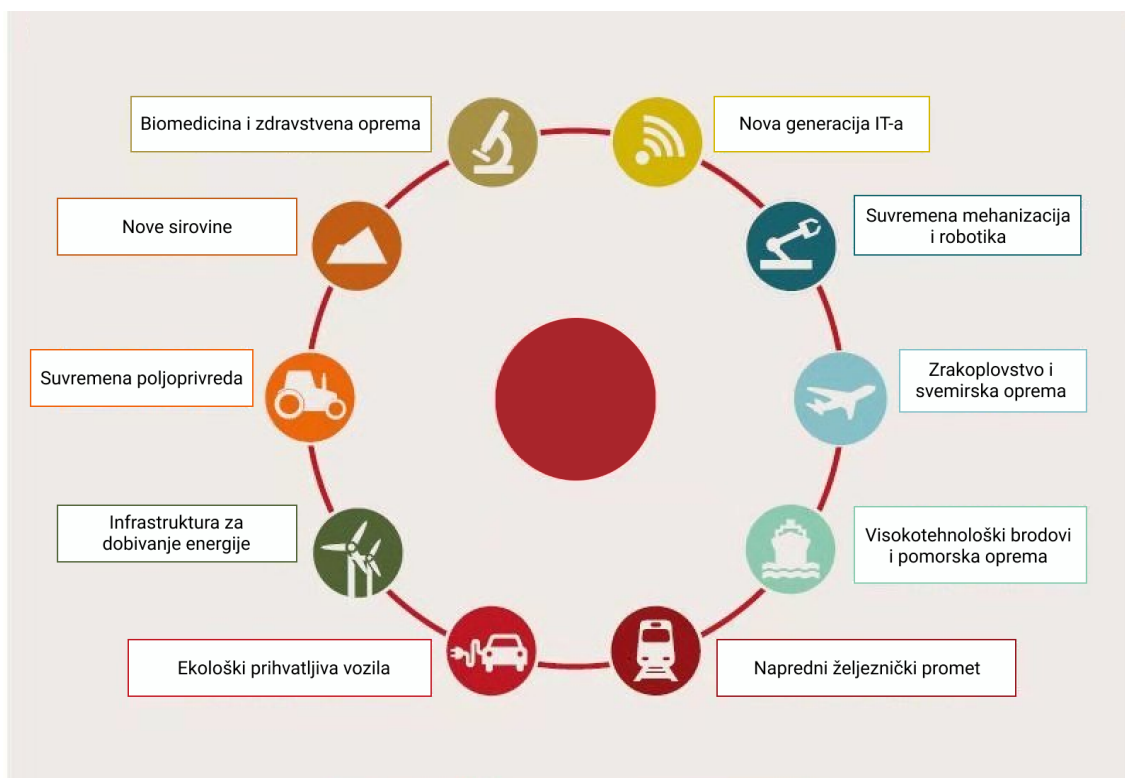 Biomedicina i zdravstvena oprema
Nova generacija IT-a
Nove sirovine
Suvremena mehanizacija
i robotika
Suvremena poljoprivreda
Zrakoplovstvo i
svemirska oprema
Infrastruktura za
dobivanje energije
Visokotehnološki brodovi
i pomorska oprema
Ekološki prihvatljiva vozila
Napredni željeznički promet